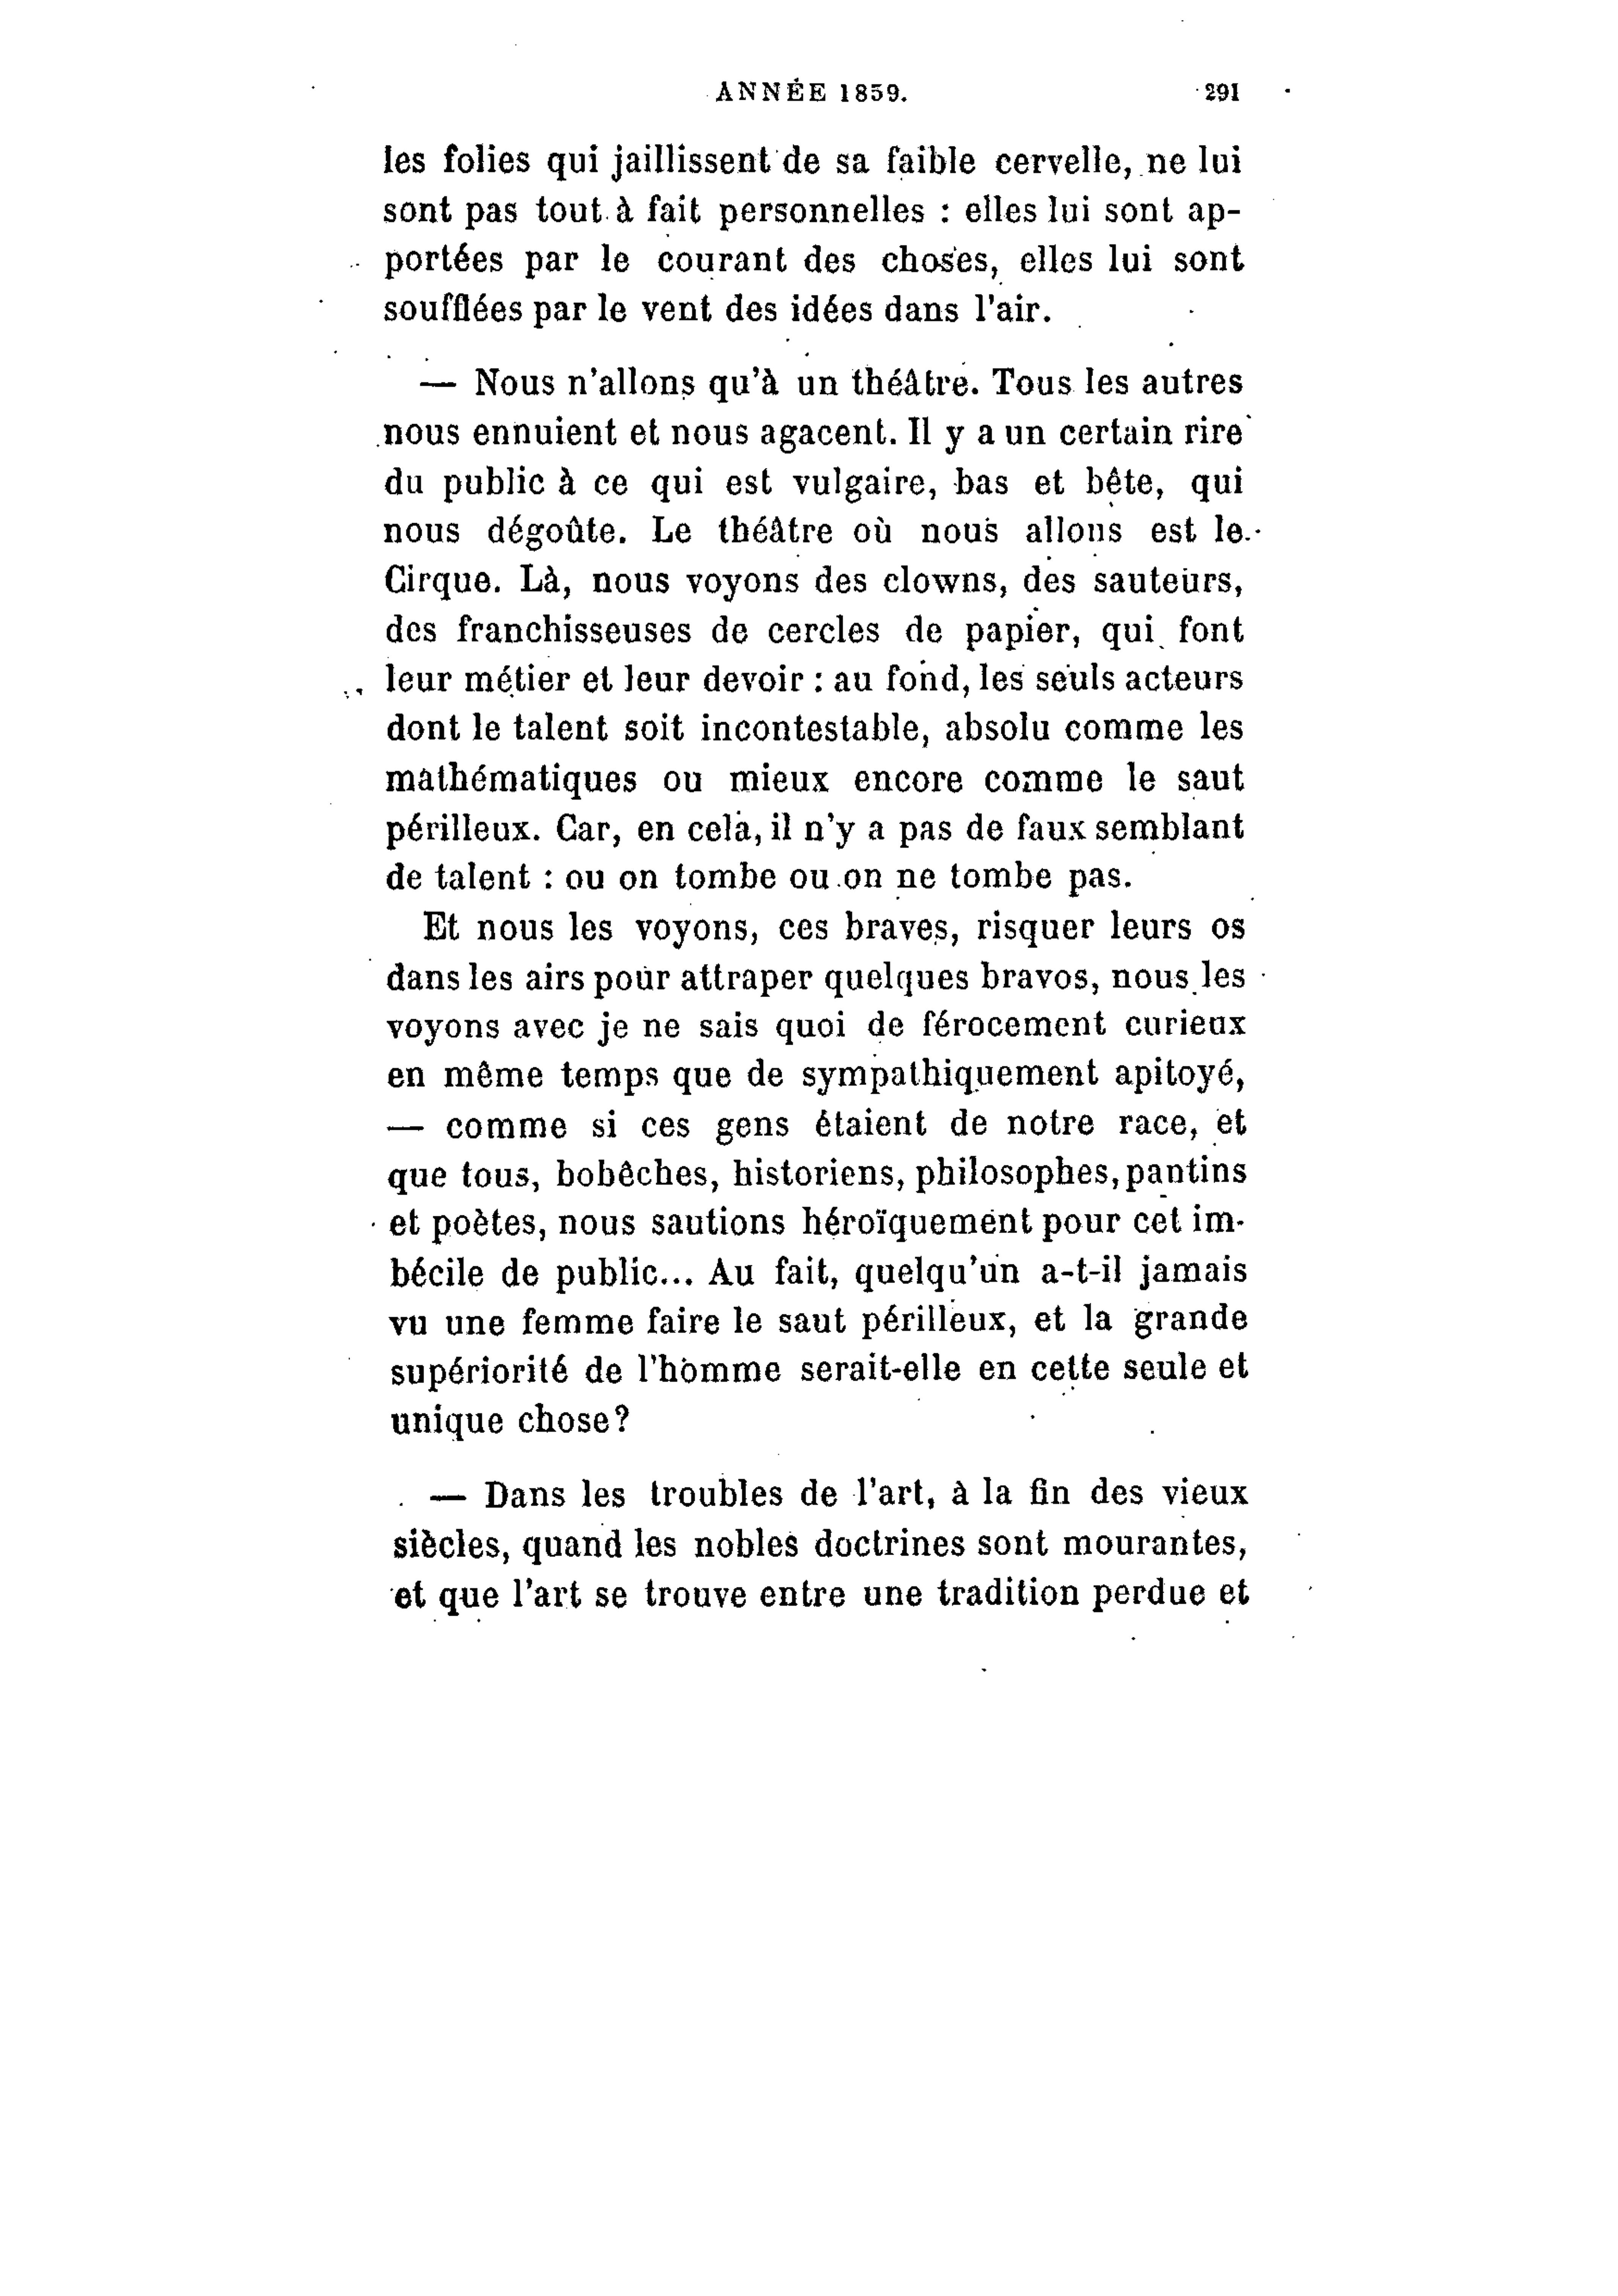 ANNÉE 1859. 291
les folies qui jaillissent de sa faible cervelle, ne lui
sont pas tout à fait personnelles : elles lui sont ap-
portées par le courant des choses, elles lui sont
soufflées par le vent des idées dans l'air.
— Nous n'allons qu'à un théâtre. Tous les autres
nous ennuient et nous agacent. Il y a un certain rire
du public à ce qui est vulgaire, bas et bête, qui
nous dégoûte. Le théâtre où nous allons est le
Cirque. Là, nous voyons des clowns, des sauteurs,
des franchisseuses de cercles de papier, qui font
leur métier et leur devoir : au fond, les seuls acteurs
dont le talent soit incontestable, absolu comme les
mathématiques ou mieux encore comme le saut
périlleux. Car, en cela, il n'y a pas de faux semblant
de talent : ou on tombe ou on ne tombe pas.
Et nous les voyons, ces braves, risquer leurs os
dans les airs pour attraper quelques bravos, nous les
voyons avec je ne sais quoi de férocement curieux
en même temps que de sympathiquement apitoyé,
— comme si ces gens étaient de notre race, et
que tous, bobêches, historiens, philosophes, pantins
et poètes, nous sautions héroïquement pour cet im-
bécile de public... Au fait, quelqu'un a-t-il jamais
vu une femme faire le saut périlleux, et la grande
supériorité de l'homme serait-elle en cette seule et
unique chose?
— Dans les troubles de l'art, à la fin des vieux
siècles, quand les nobles doctrines sont mourantes,
et que l'art se trouve entre une tradition perdue et